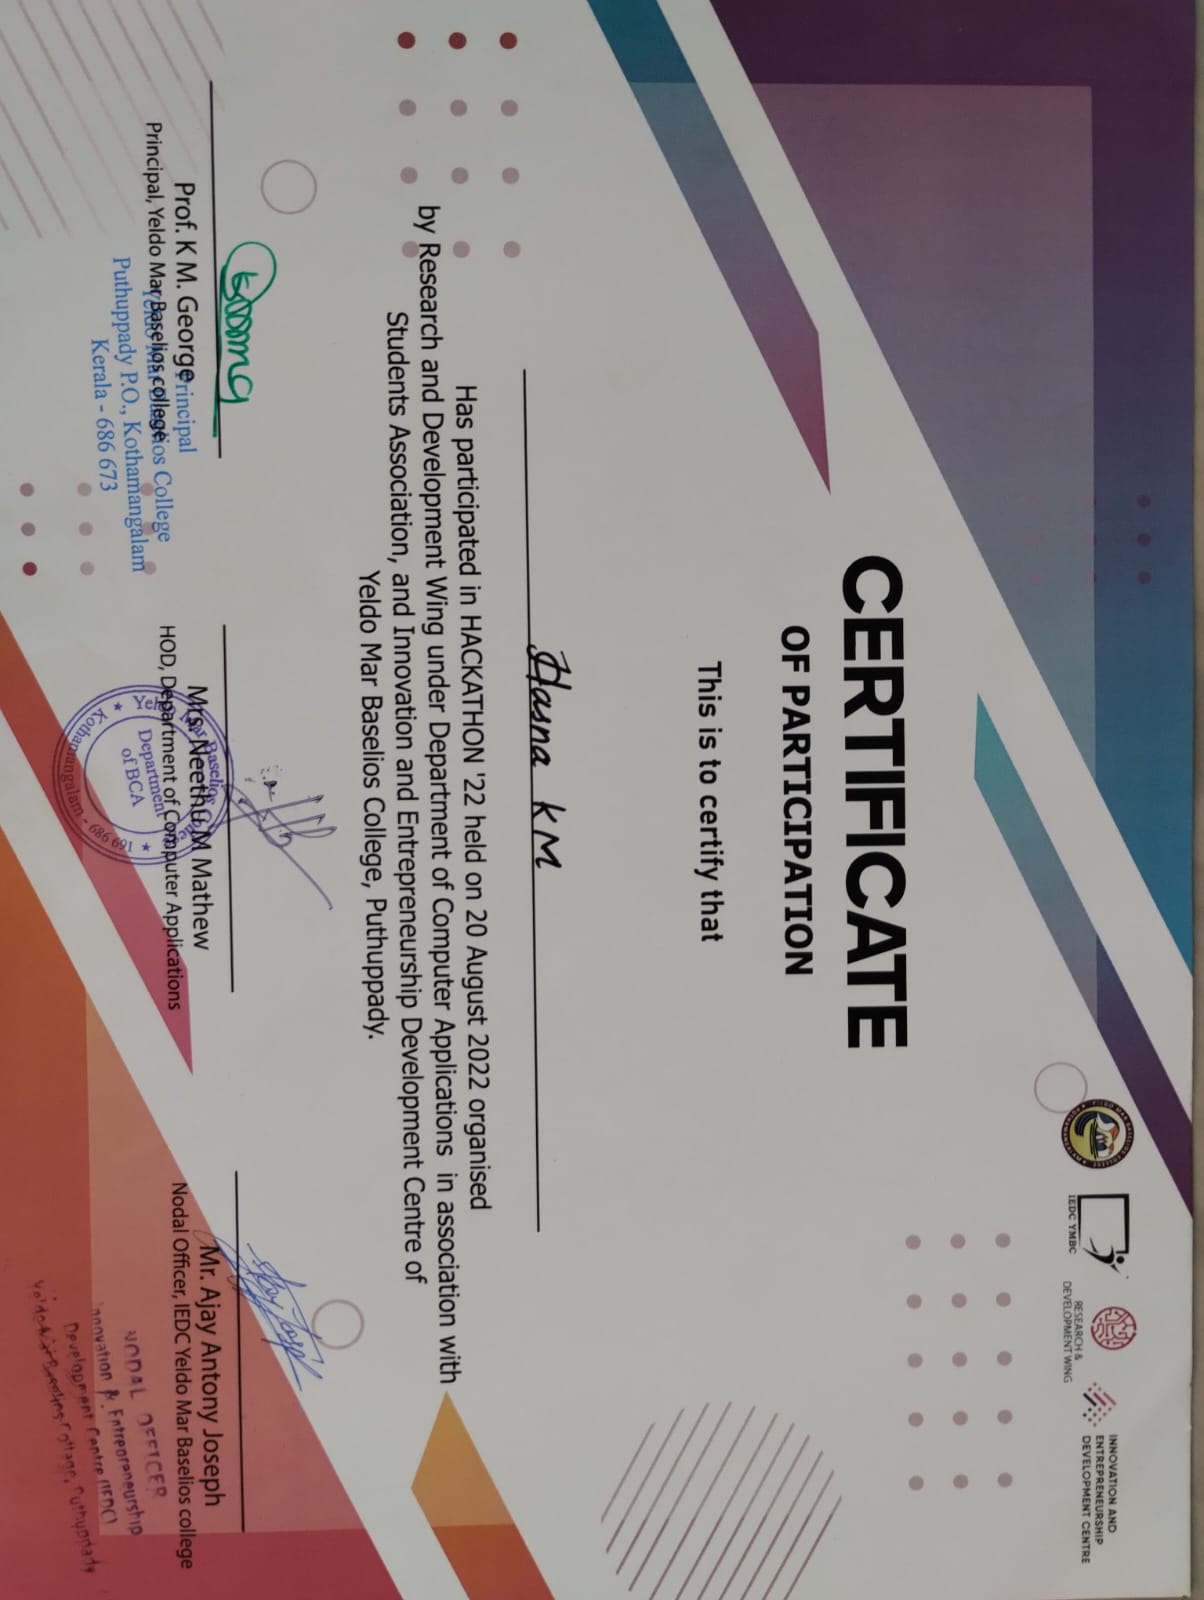 YELDO MAR BASELIOS COLLEGE
KOTHAMANGALAM
IEDC YMBC
RESEARCH &
DEVELOPMENT WING
INNOVATION AND
ENTREPRENEURSHIP
DEVELOPMENT CENTRE
CERTIFICATE
OF PARTICIPATION
This is to certify that
Hasna KM
Has participated in HACKATHON '22 held on 20 August 2022 organised
by Research and Development Wing under Department of Computer Applications in association with
Students Association, and Innovation and Entrepreneurship Development Centre of
Yeldo Mar Baselios College, Puthuppady.
Prof. K M. George
Principal, Yeldo Mar Baselios college
Principal
Yeldo Mar Baselios College
Puthuppady P.O., Kothamangalam
Kerala - 686 673
Mrs. Neethu M Mathew
HOD, Department of Computer Applications
Yeldo Mar Baselios College
Department
of BCA
Kothamangalam - 686 691
Mr. Ajay Antony Joseph
Nodal Officer, IEDC Yeldo Mar Baselios college
NODAL OFFICER
Innovation & Entrepreneurship
Development Centre (IEDC)
Yeldo Mar Baselios College, Puthuppady